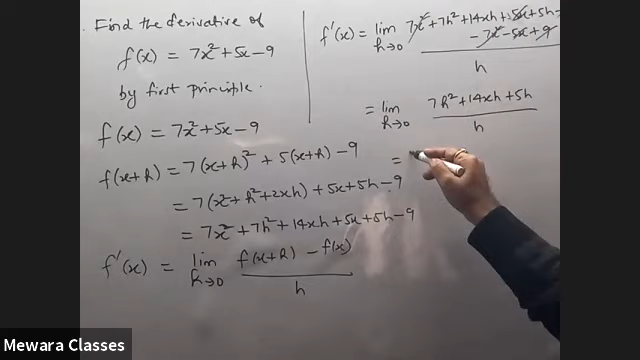 Find the derivative of
f(x) = 7x²+5x-9
by first principle.
f(x) = 7x²+5x-9
f(x+h) = 7(x+h)² + 5(x+h) -9
= 7(x²+h²+2xh)+5x+5h-9
= 7x²+7h²+14xh+5x+5h-9
f'(x) = lim h→0 f(x+h) - f(x)
h
f'(x) = lim h→0 7x²+7h²+14xh+5x+5h-
-7x²-5x+9
h
= lim h→0 7h²+14xh+5h
h
=
Mewara Classes